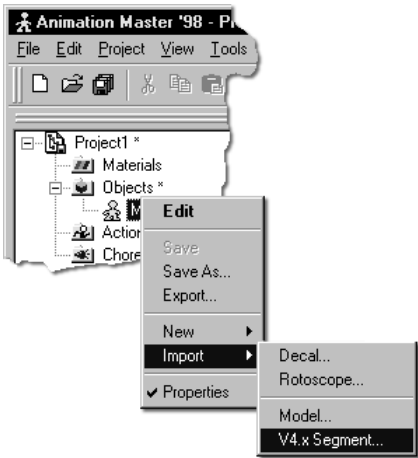 Animation Master '98 - P
File Edit Project View Tools
Project1 *
Materials
Objects *
M
Action
Chore
Edit
Save
Save As...
Export...
New
Import
Properties
Decal...
Rotoscope...
Model...
V4.x Segment...